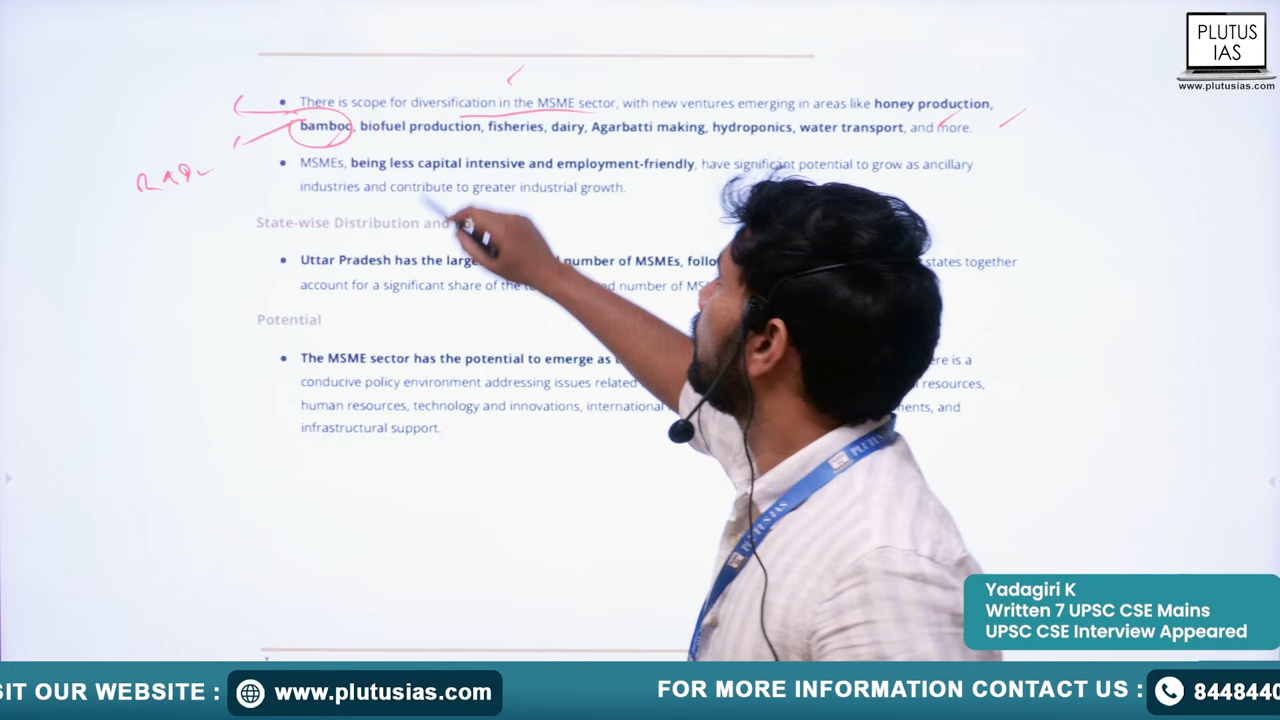 PLUTUS
IAS
www.plutusias.com
• There is scope for diversification in the MSME sector, with new ventures emerging in areas like honey production,
bamboo, biofuel production, fisheries, dairy, Agarbatti making, hydroponics, water transport, and more.
• MSMEs, being less capital intensive and employment-friendly, have significant potential to grow as ancillary
industries and contribute to greater industrial growth.
State-wise Distribution and
• Uttar Pradesh has the number of MSMEs, states together
account for a significant share of the number of
Potential
• The MSME sector has the potential to emerge as is a
conducive policy environment addressing issues related resources,
human resources, technology and innovations, international and
infrastructural support.
PLUTUS IAS
Yadagiri K
Written 7 UPSC CSE Mains
UPSC CSE Interview Appeared
SIT OUR WEBSITE : www.plutusias.com FOR MORE INFORMATION CONTACT US : 8448440